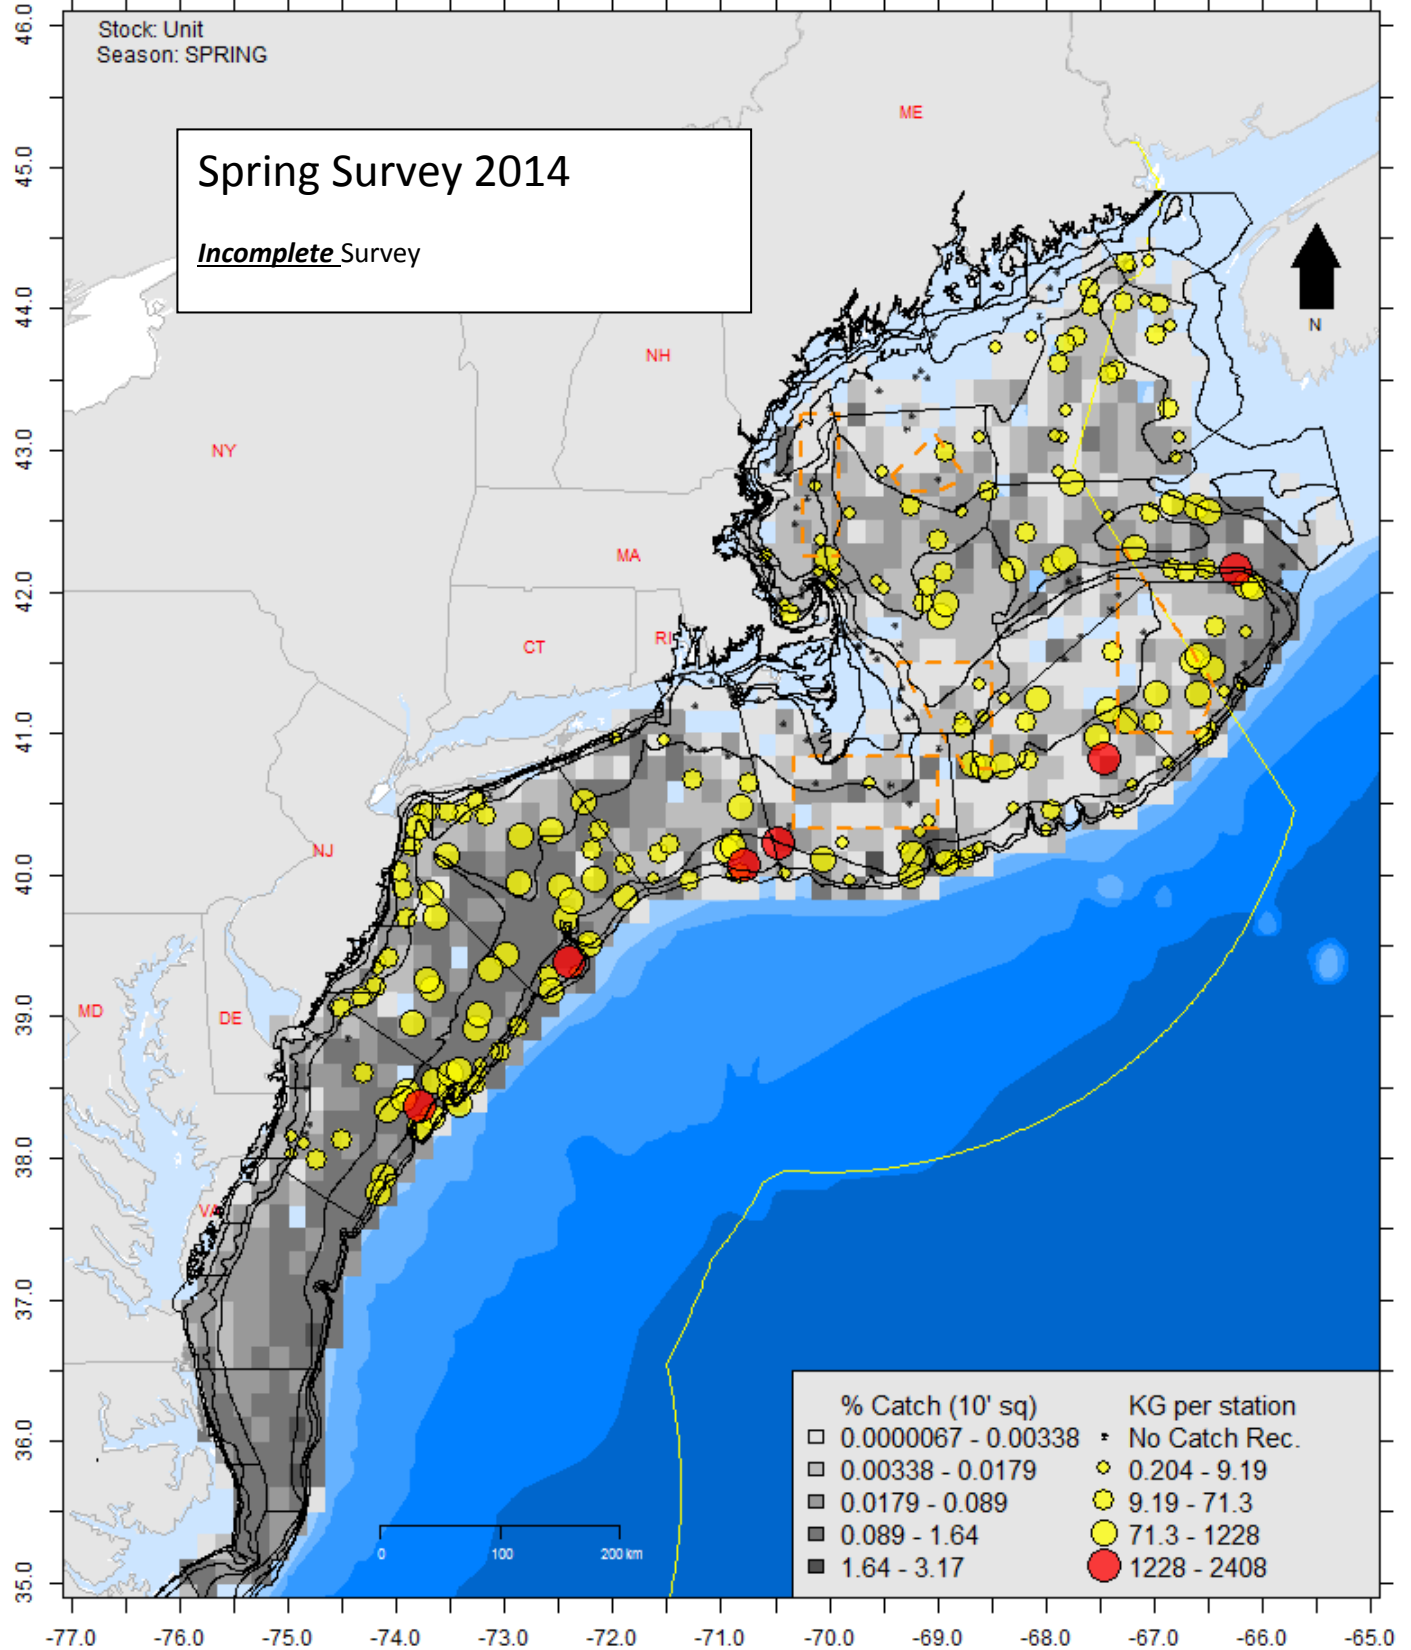 Stock: Unit
Season: SPRING
Spring Survey 2014
Incomplete Survey
ME
N
NH
NY
MA
CT
RI
NJ
MD
DE
VA
46.0
45.0
44.0
43.0
42.0
41.0
40.0
39.0
38.0
37.0
36.0
35.0
% Catch (10' sq)
0.0000067 - 0.00338
0.00338 - 0.0179
0.0179 - 0.089
0.089 - 1.64
1.64 - 3.17
KG per station
No Catch Rec.
0.204 - 9.19
9.19 - 71.3
71.3 - 1228
1228 - 2408
0 100 200 km
-77.0 -76.0 -75.0 -74.0 -73.0 -72.0 -71.0 -70.0 -69.0 -68.0 -67.0 -66.0 -65.0